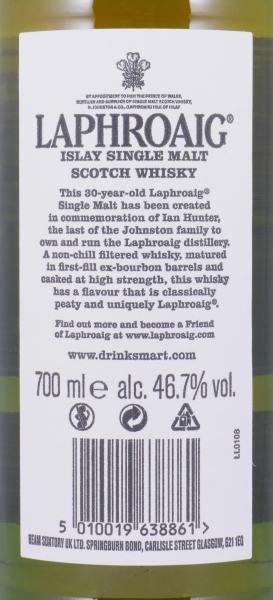 BY APPOINTMENT TO H.R.H. THE PRINCE OF WALES,
DISTILLER AND SUPPLIER OF SINGLE MALT SCOTCH WHISKY,
D. JOHNSTON & CO., (LAPHROAIG) ISLE OF ISLAY
LAPHROAIG®
ISLAY SINGLE MALT
SCOTCH WHISKY
This 30-year-old Laphroaig®
Single Malt has been created
in commemoration of Ian Hunter,
the last of the Johnston family to
own and run the Laphroaig distillery.
A non-chill filtered whisky, matured
in first-fill ex-bourbon barrels and
casked at high strength, this whisky
has a flavour that is classically
peaty and uniquely Laphroaig®.
Find out more and become a Friend
of Laphroaig at www.laphroaig.com
www.drinksmart.com
700 ml e alc. 46.7% vol.
LL0108
5 010019 638861 >
BEAM SUNTORY UK LTD. SPRINGBURN BOND, CARLISLE STREET GLASGOW, G21 1EQ